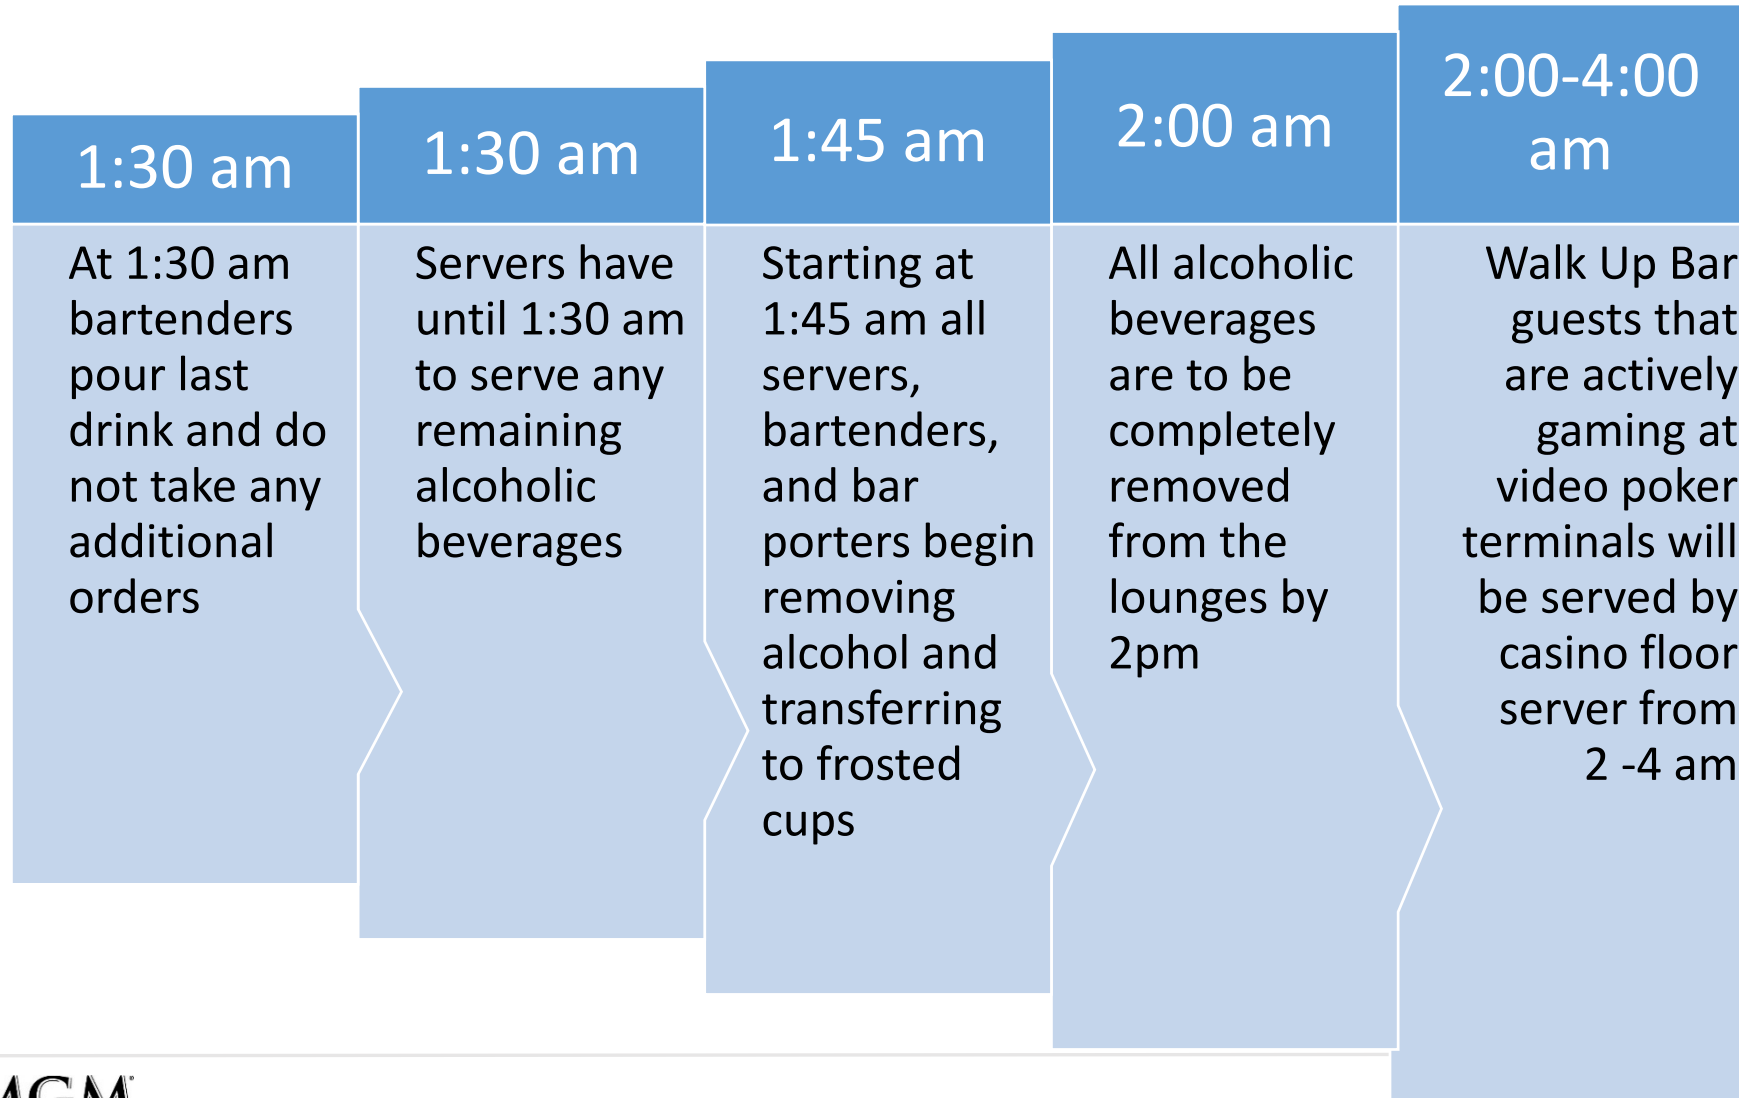 1:30 am
At 1:30 am
bartenders
pour last
drink and do
not take any
additional
orders
1:30 am
Servers have
until 1:30 am
to serve any
remaining
alcoholic
beverages
1:45 am
Starting at
1:45 am all
servers,
bartenders,
and bar
porters begin
removing
alcohol and
transferring
to frosted
cups
2:00 am
All alcoholic
beverages
are to be
completely
removed
from the
lounges by
2pm
2:00-4:00
am
Walk Up Bar
guests that
are actively
gaming at
video poker
terminals will
be served by
casino floor
server from
2 -4 am
MGM